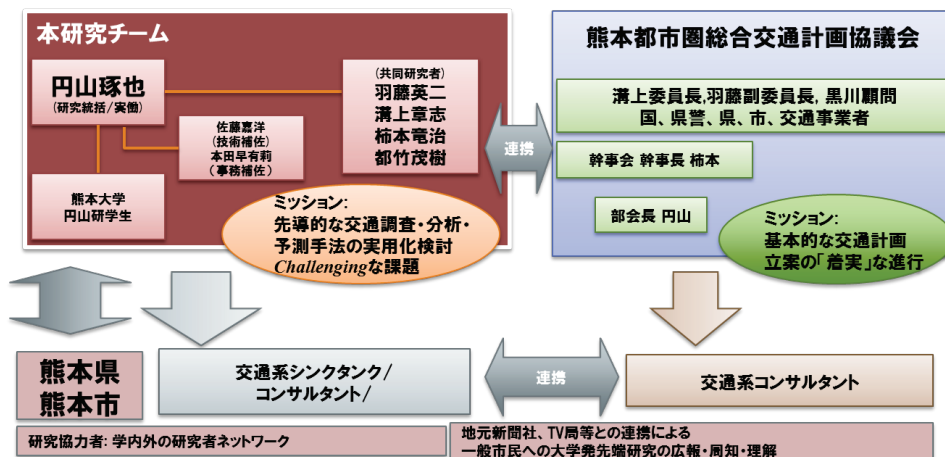 本研究チーム
円山琢也
(研究統括/実働)
(共同研究者)
羽藤英二
溝上章志
柿本竜治
都竹茂樹
佐藤嘉洋
(技術補佐)
本田早有莉
(事務補佐)
熊本大学
円山研学生
ミッション:
先導的な交通調査・分析・
予測手法の実用化検討
Challengingな課題
連携
熊本都市圏総合交通計画協議会
溝上委員長,羽藤副委員長, 黒川顧問
国、県警、県、市、交通事業者
幹事会 幹事長 柿本
部会長 円山
ミッション:
基本的な交通計画
立案の「着実」な進行
熊本県
熊本市
交通系シンクタンク/
コンサルタント/
連携
交通系コンサルタント
研究協力者: 学内外の研究者ネットワーク
地元新聞社、TV局等との連携による
一般市民への大学発先端研究の広報・周知・理解